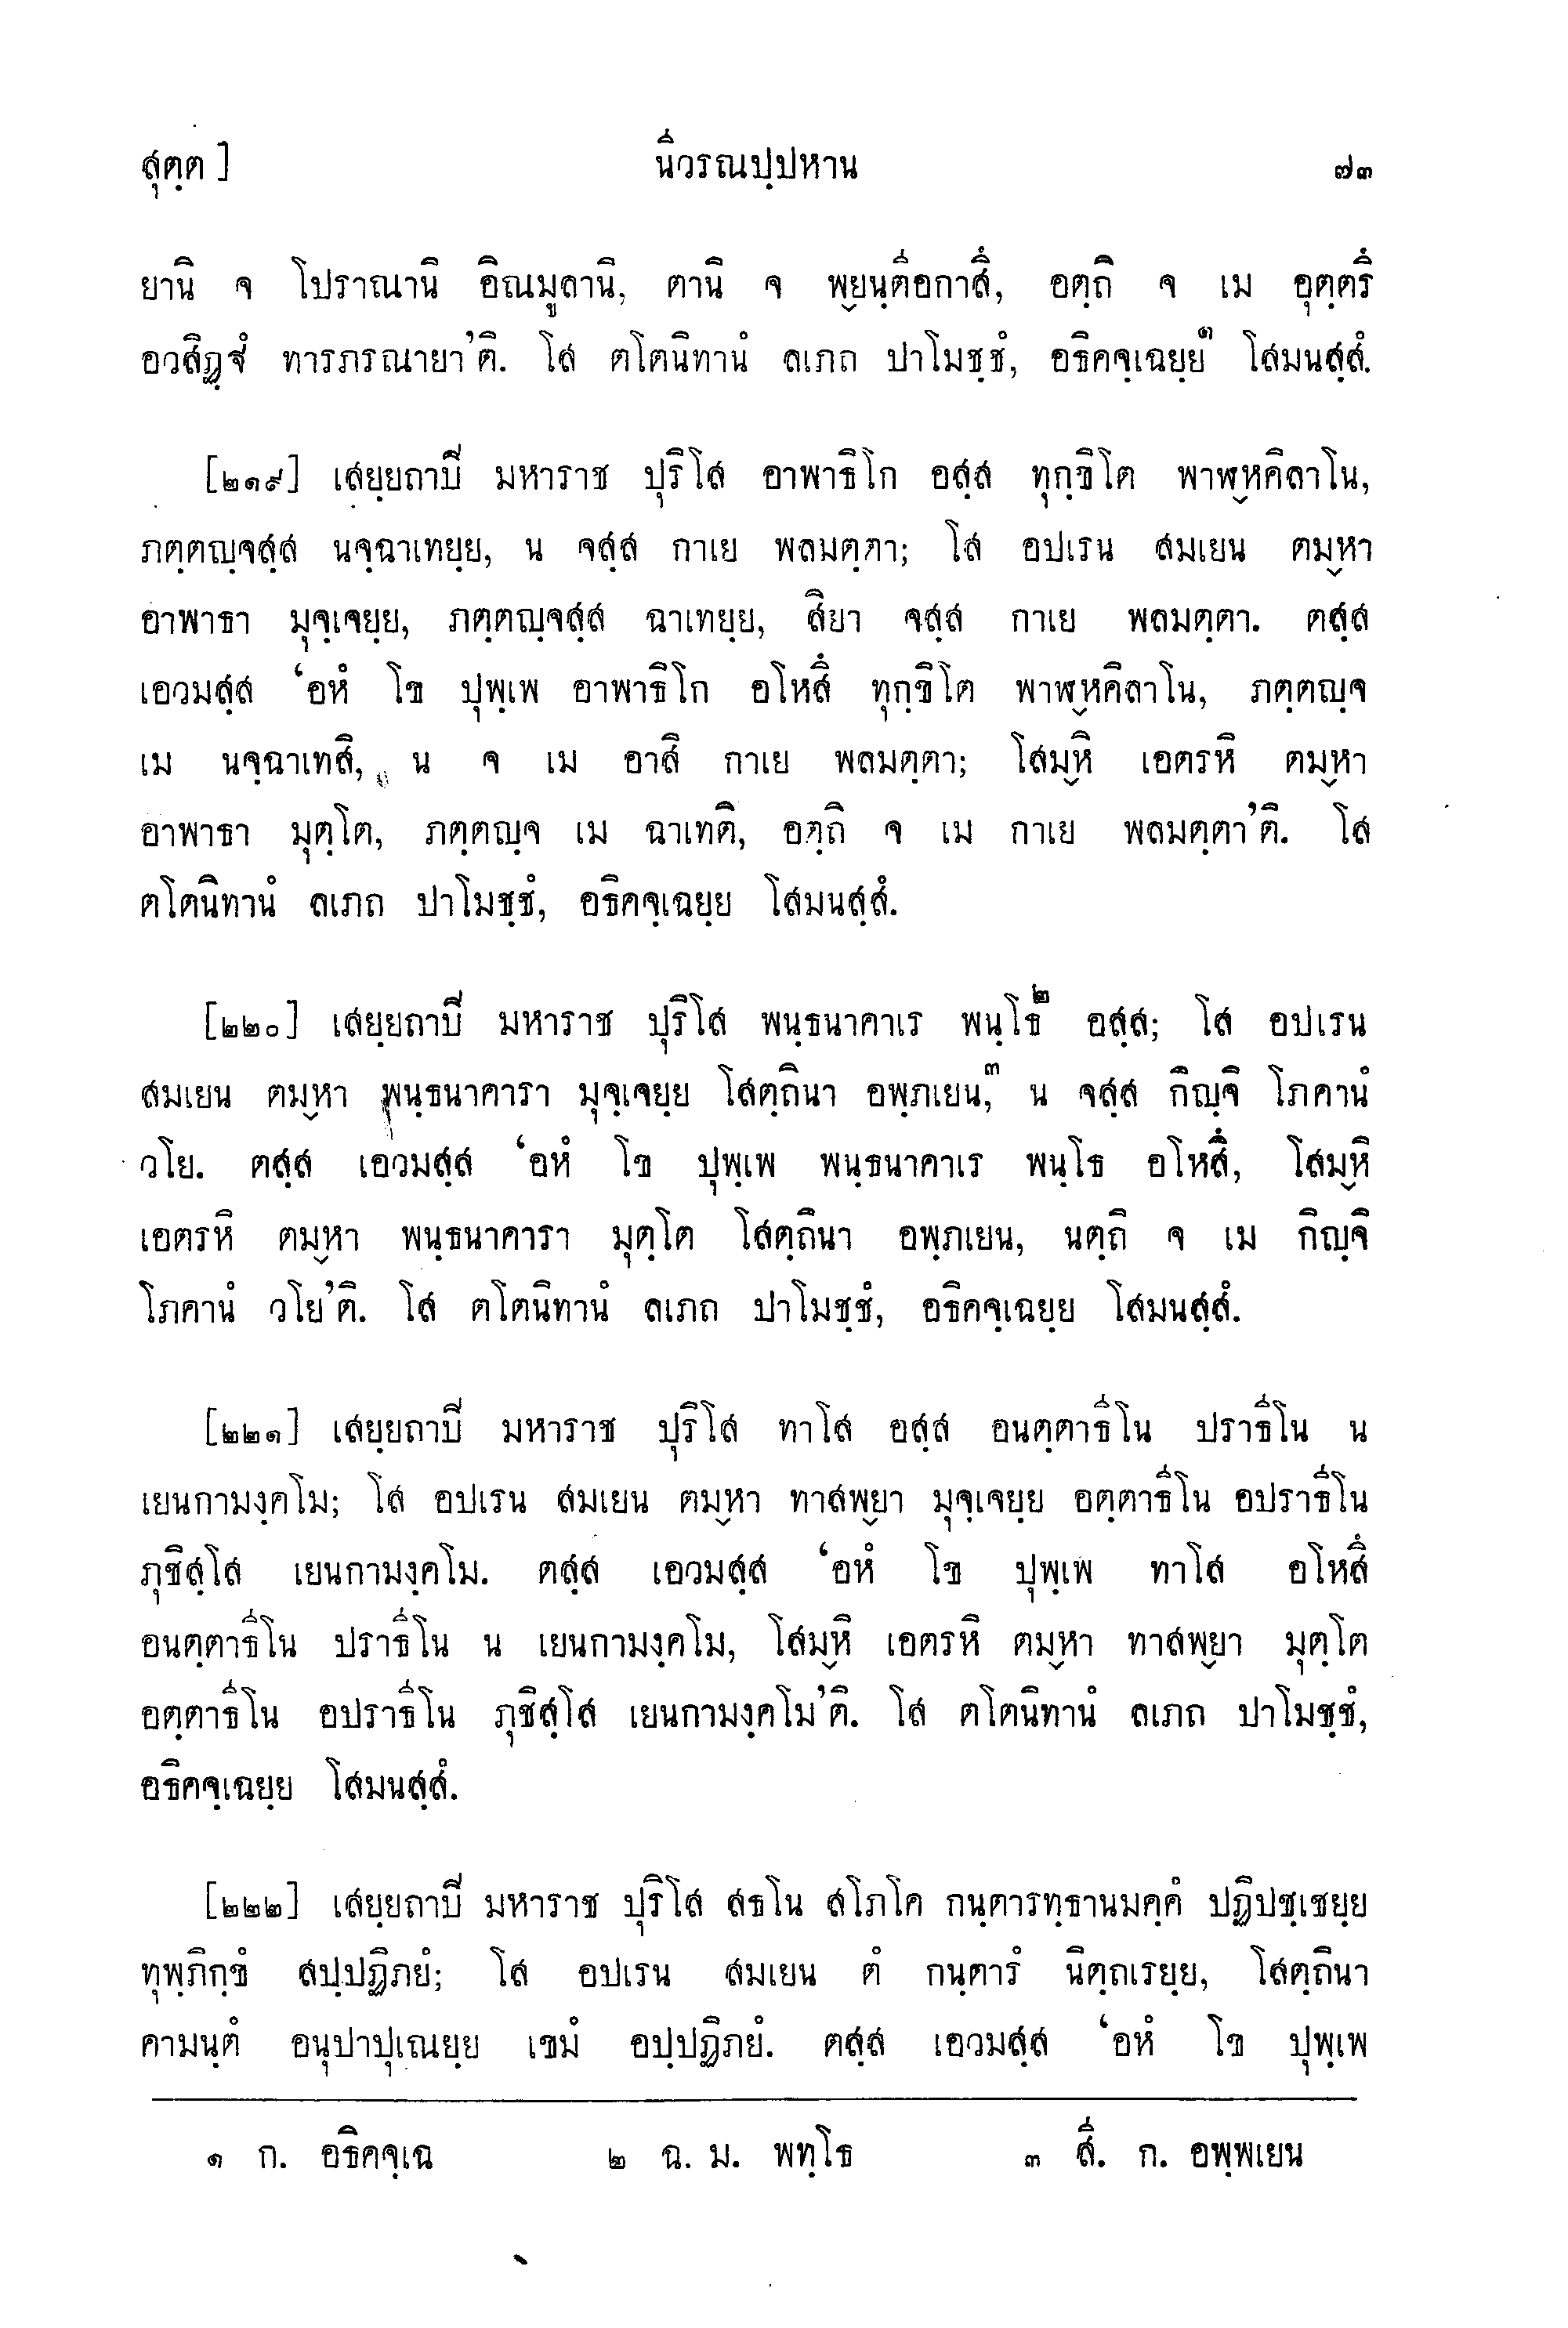 สุตฺต]	นีวรณปฺปหาน	๗๓
ยานิ จ โปราณานิ อิณมูลานิ, ตานิ จ พฺยนฺตีอกาสึ, อตฺถิ จ เม อุตฺตรึ
อวสิฏฺฐํ ทารภรณายา’ติ. โส ตโตนิทานํ ลเภถ ปาโมชฺชํ, อธิคจฺเฉยฺย๑ โสมนสฺสํ.
[๒๑๙] เสยฺยถาปิ มหาราช ปุริโส อาพาธิโก อสฺส ทุกฺขิโต พาฬฺหคิลาโน,
ภตฺตญฺจสฺส นจฺฉาเทยฺย, น จสฺส กาเย พลมตฺตา; โส อปเรน สมเยน ตมฺหา
อาพาธา มุจฺเจยฺย, ภตฺตญฺจสฺส ฉาเทยฺย, สิยา จสฺส กาเย พลมตฺตา. ตสฺส
เอวมสฺส ‘อหํ โข ปุพฺเพ อาพาธิโก อโหสึ ทุกฺขิโต พาฬฺหคิลาโน, ภตฺตญฺจ
เม นจฺฉาเทสิ, น จ เม อาสิ กาเย พลมตฺตา; โสมฺหิ เอตรหิ ตมฺหา
อาพาธา มุตฺโต, ภตฺตญฺจ เม ฉาเทติ, อตฺถิ จ เม กาเย พลมตฺตา’ติ. โส
ตโตนิทานํ ลเภถ ปาโมชฺชํ, อธิคจฺเฉยฺย โสมนสฺสํ.
[๒๒๐] เสยฺยถาปิ มหาราช ปุริโส พนฺธนาคาเร พนฺโธ๒ อสฺส; โส อปเรน
สมเยน ตมฺหา พนฺธนาคารา มุจฺเจยฺย โสตฺถินา อพฺภเยน,๓ น จสฺส กิญฺจิ โภคานํ
วโย. ตสฺส เอวมสฺส ‘อหํ โข ปุพฺเพ พนฺธนาคาเร พนฺโธ อโหสึ, โสมฺหิ
เอตรหิ ตมฺหา พนฺธนาคารา มุตฺโต โสตฺถินา อพฺภเยน, นตฺถิ จ เม กิญฺจิ
โภคานํ วโย’ติ. โส ตโตนิทานํ ลเภถ ปาโมชฺชํ, อธิคจฺเฉยฺย โสมนสฺสํ.
[๒๒๑] เสยฺยถาปิ มหาราช ปุริโส ทาโส อสฺส อนตฺตาธีโน ปราธีโน น
เยนกามงฺคโม; โส อปเรน สมเยน ตมฺหา ทาสพฺยา มุจฺเจยฺย อตฺตาธีโน อปราธีโน
ภุชิสฺโส เยนกามงฺคโม. ตสฺส เอวมสฺส ‘อหํ โข ปุพฺเพ ทาโส อโหสึ
อนตฺตาธีโน ปราธีโน น เยนกามงฺคโม, โสมฺหิ เอตรหิ ตมฺหา ทาสพฺยา มุตฺโต
อตฺตาธีโน อปราธีโน ภุชิสฺโส เยนกามงฺคโม’ติ. โส ตโตนิทานํ ลเภถ ปาโมชฺชํ,
อธิคจฺเฉยฺย โสมนสฺสํ.
[๒๒๒] เสยฺยถาปิ มหาราช ปุริโส สธโน สโภโค กนฺตารทฺธานมคฺคํ ปฏิปชฺเชยฺย
ทุพฺภิกฺขํ สปฺปฏิภยํ; โส อปเรน สมเยน ตํ กนฺตารํ นิตฺถเรยฺย, โสตฺถินา
คามนฺตํ อนุปาปุเณยฺย เขมํ อปฺปฏิภยํ. ตสฺส เอวมสฺส ‘อหํ โข ปุพฺเพ
๑ ก. อธิคจฺเฉ	๒ ฉ. ม. พทฺโธ	๓ สี. ก. อพฺพเยน